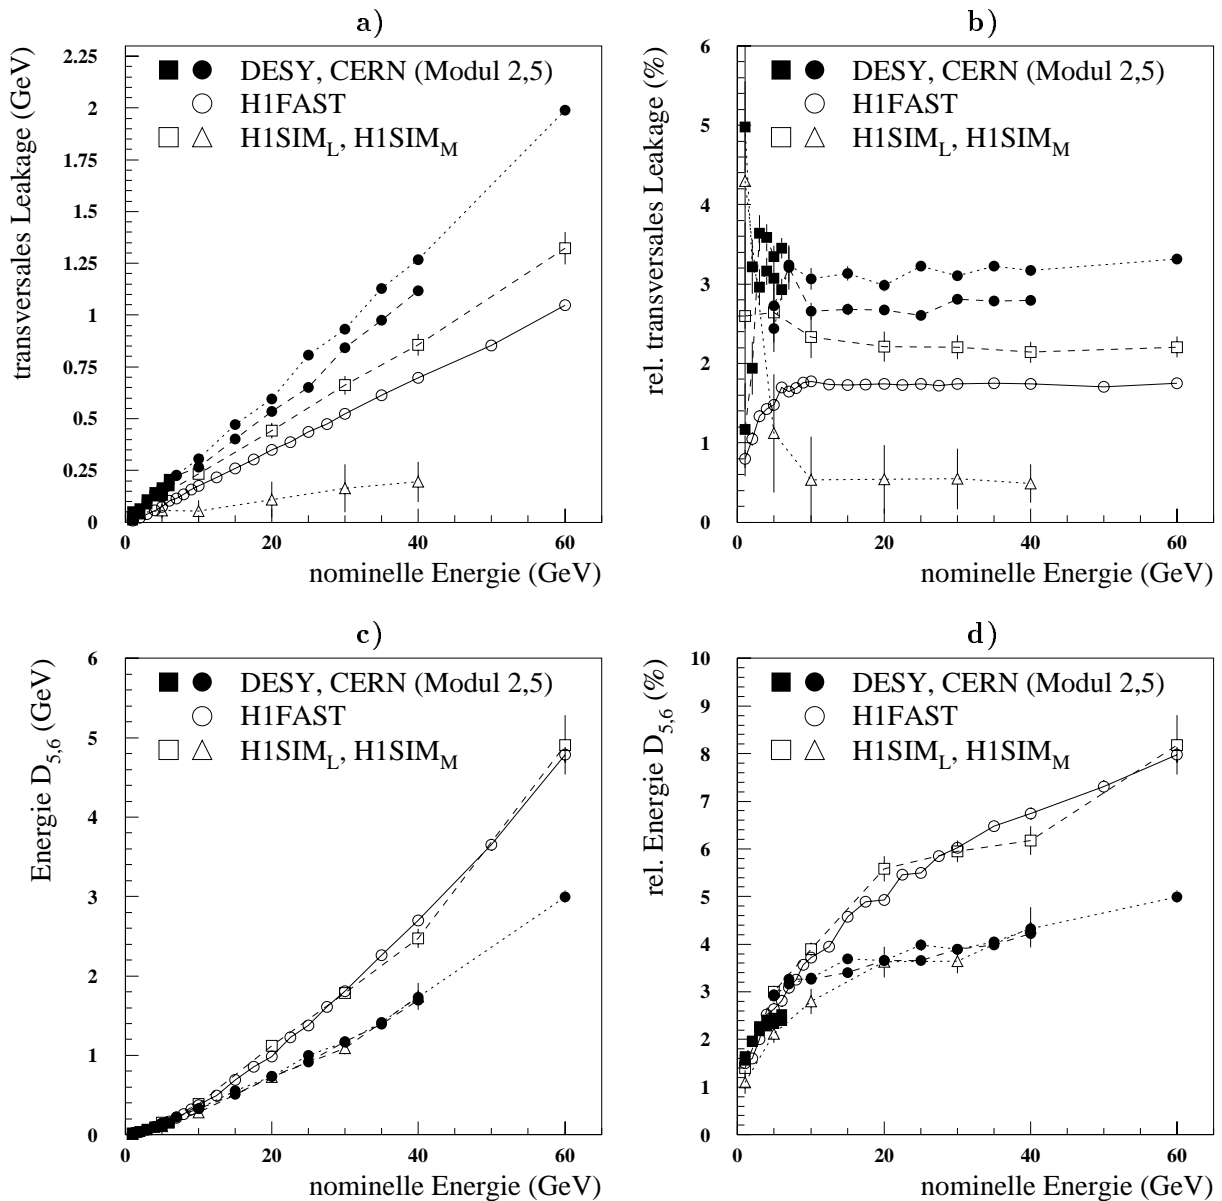 a)
transversales Leakage (GeV)
2.25
2
1.75
1.5
1.25
1
0.75
0.5
0.25
0
DESY, CERN (Modul 2,5)
H1FAST
H1SIM_L, H1SIM_M
0 20 40 60
nominelle Energie (GeV)
b)
rel. transversales Leakage (%)
6
5
4
3
2
1
0
DESY, CERN (Modul 2,5)
H1FAST
H1SIM_L, H1SIM_M
0 20 40 60
nominelle Energie (GeV)
c)
Energie D_5,6 (GeV)
6
5
4
3
2
1
0
DESY, CERN (Modul 2,5)
H1FAST
H1SIM_L, H1SIM_M
0 20 40 60
nominelle Energie (GeV)
d)
rel. Energie D_5,6 (%)
10
9
8
7
6
5
4
3
2
1
0
DESY, CERN (Modul 2,5)
H1FAST
H1SIM_L, H1SIM_M
0 20 40 60
nominelle Energie (GeV)